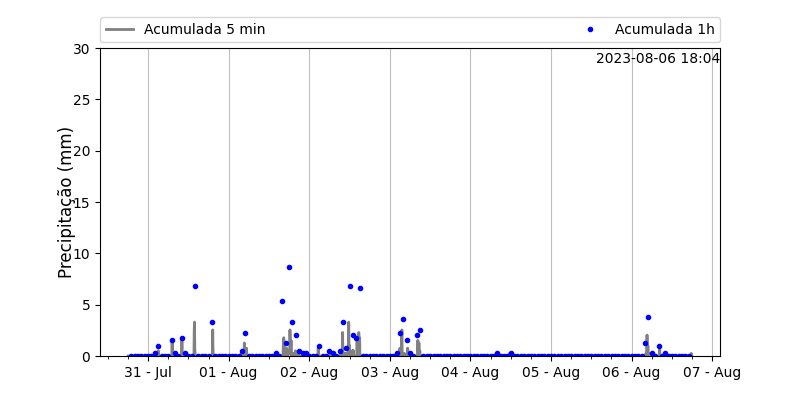 Acumulada 5 min
Acumulada 1h
2023-08-06 18:04
Precipitação (mm)
30
25
20
15
10
5
0
31 - Jul
01 - Aug
02 - Aug
03 - Aug
04 - Aug
05 - Aug
06 - Aug
07 - Aug